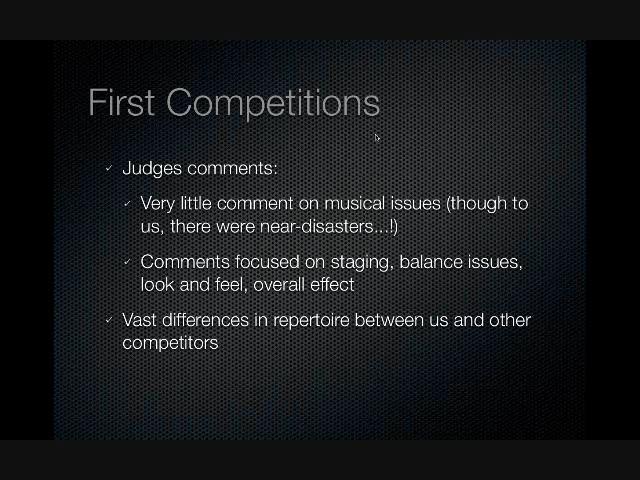 First Competitions
Judges comments:
Very little comment on musical issues (though to
us, there were near-disasters...!)
Comments focused on staging, balance issues,
look and feel, overall effect
Vast differences in repertoire between us and other
competitors